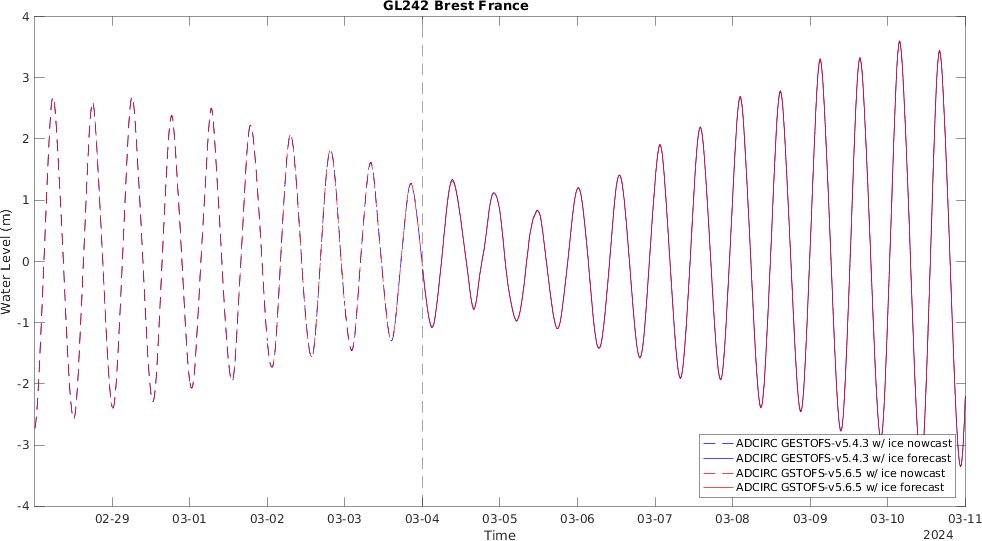 GL242 Brest France
4
3
2
1
0
-1
-2
-3
-4
Water Level (m)
ADCIRC GESTOFS-v5.4.3 w/ ice nowcast
ADCIRC GESTOFS-v5.4.3 w/ ice forecast
ADCIRC GSTOFS-v5.6.5 w/ ice nowcast
ADCIRC GSTOFS-v5.6.5 w/ ice forecast
02-29 03-01 03-02 03-03 03-04 03-05 03-06 03-07 03-08 03-09 03-10 03-11
Time
2024